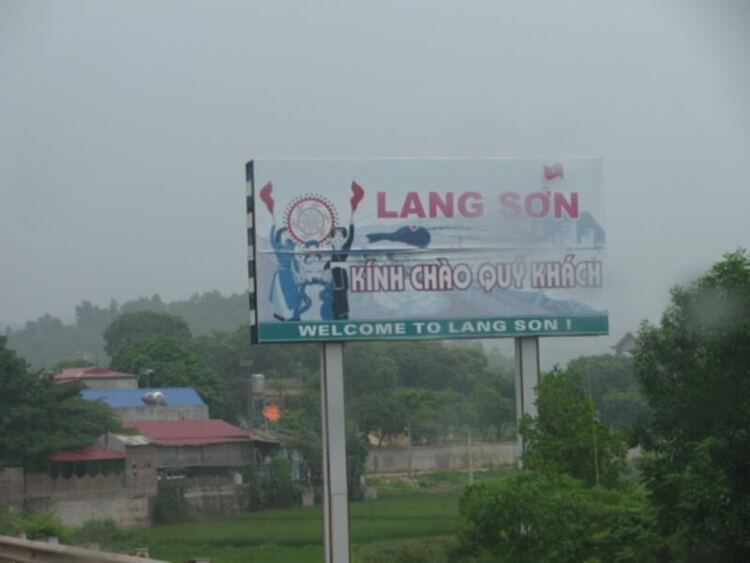 LẠNG SƠN
KÍNH CHÀO QUÝ KHÁCH
WELCOME TO LANG SON !